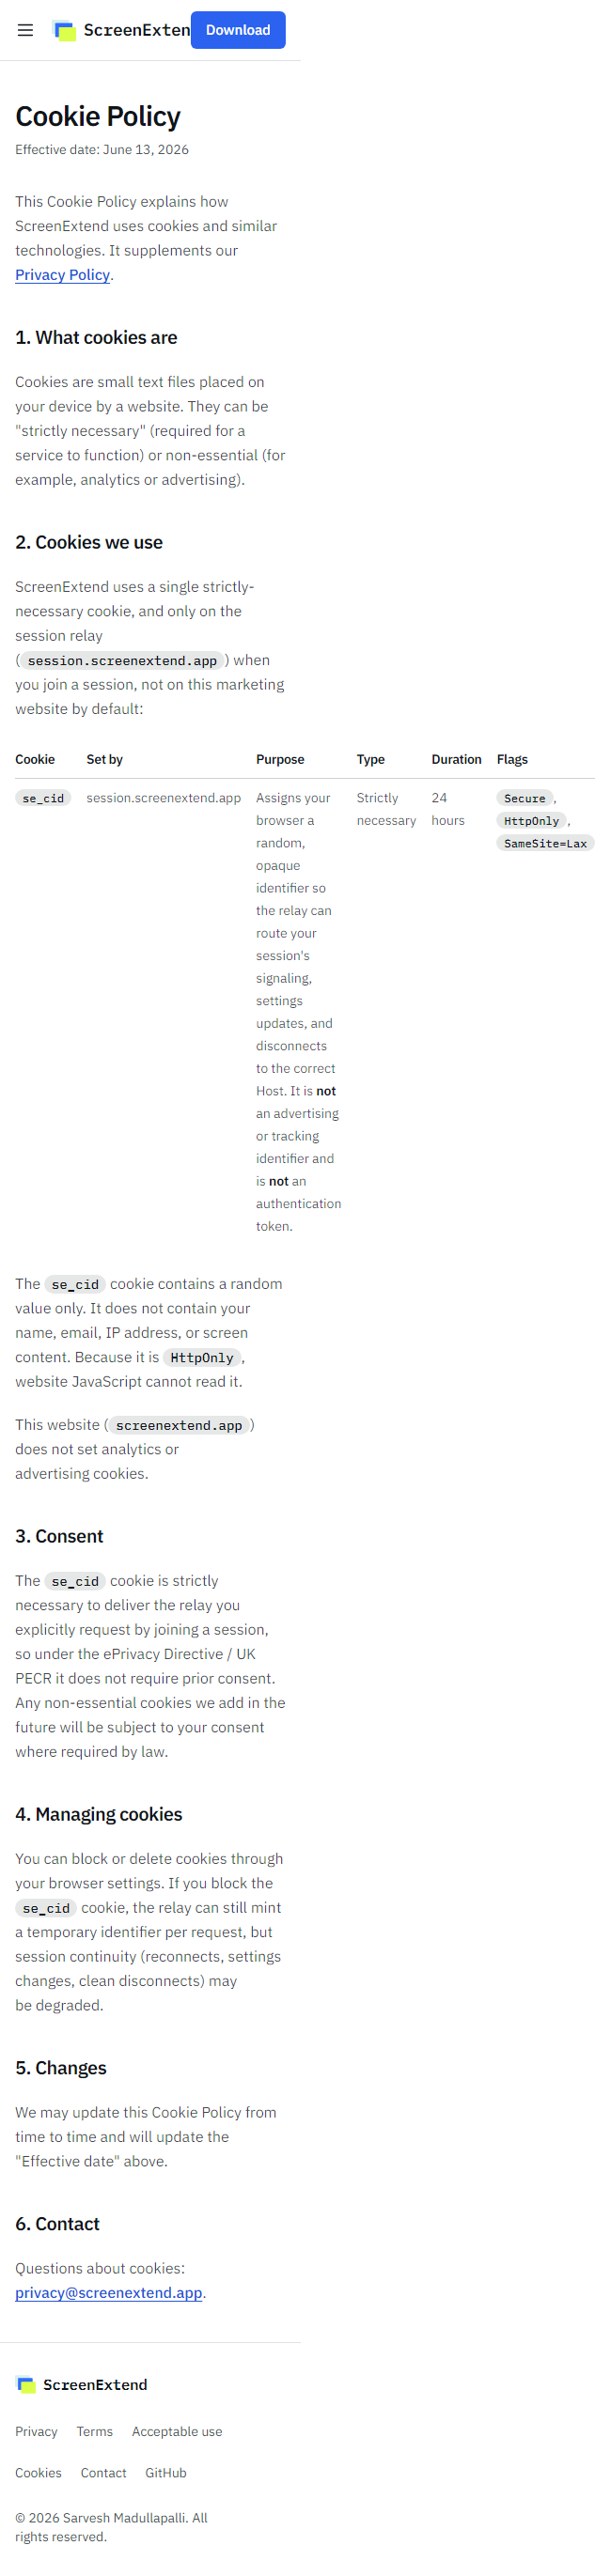 ScreenExten
Download
Cookie Policy
Effective date: June 13, 2026
This Cookie Policy explains how
ScreenExtend uses cookies and similar
technologies. It supplements our
Privacy Policy.
1. What cookies are
Cookies are small text files placed on
your device by a website. They can be
"strictly necessary" (required for a
service to function) or non-essential (for
example, analytics or advertising).
2. Cookies we use
ScreenExtend uses a single strictly-
necessary cookie, and only on the
session relay
(session.screenextend.app) when
you join a session, not on this marketing
website by default:
Cookie Set by Purpose Type Duration Flags
se_cid session.screenextend.app Assigns your Strictly 24 Secure,
browser a necessary hours HttpOnly,
random, SameSite=Lax
opaque
identifier so
the relay can
route your
session's
signaling,
settings
updates, and
disconnects
to the correct
Host. It is not
an advertising
or tracking
identifier and
is not an
authentication
token.
The se_cid cookie contains a random
value only. It does not contain your
name, email, IP address, or screen
content. Because it is HttpOnly,
website JavaScript cannot read it.
This website (screenextend.app)
does not set analytics or
advertising cookies.
3. Consent
The se_cid cookie is strictly
necessary to deliver the relay you
explicitly request by joining a session,
so under the ePrivacy Directive / UK
PECR it does not require prior consent.
Any non-essential cookies we add in the
future will be subject to your consent
where required by law.
4. Managing cookies
You can block or delete cookies through
your browser settings. If you block the
se_cid cookie, the relay can still mint
a temporary identifier per request, but
session continuity (reconnects, settings
changes, clean disconnects) may
be degraded.
5. Changes
We may update this Cookie Policy from
time to time and will update the
"Effective date" above.
6. Contact
Questions about cookies:
privacy@screenextend.app.
ScreenExtend
Privacy Terms Acceptable use
Cookies Contact GitHub
© 2026 Sarvesh Madullapalli. All
rights reserved.